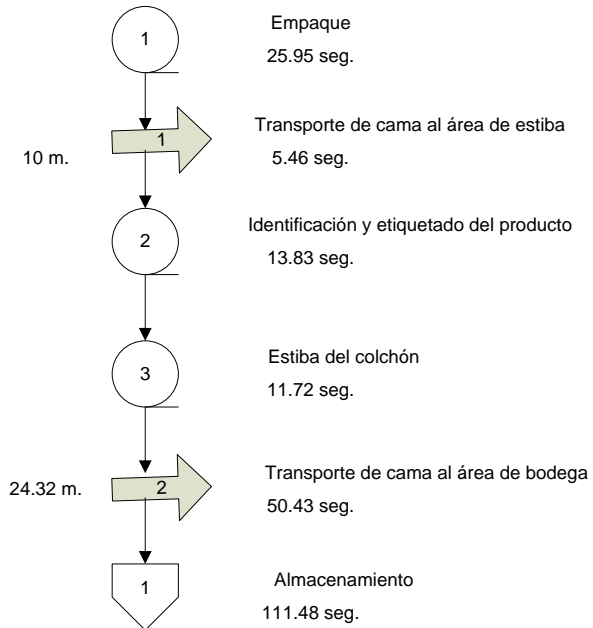 1
Empaque
25.95 seg.
10 m.
1
Transporte de cama al área de estiba
5.46 seg.
2
Identificación y etiquetado del producto
13.83 seg.
3
Estiba del colchón
11.72 seg.
24.32 m.
2
Transporte de cama al área de bodega
50.43 seg.
1
Almacenamiento
111.48 seg.